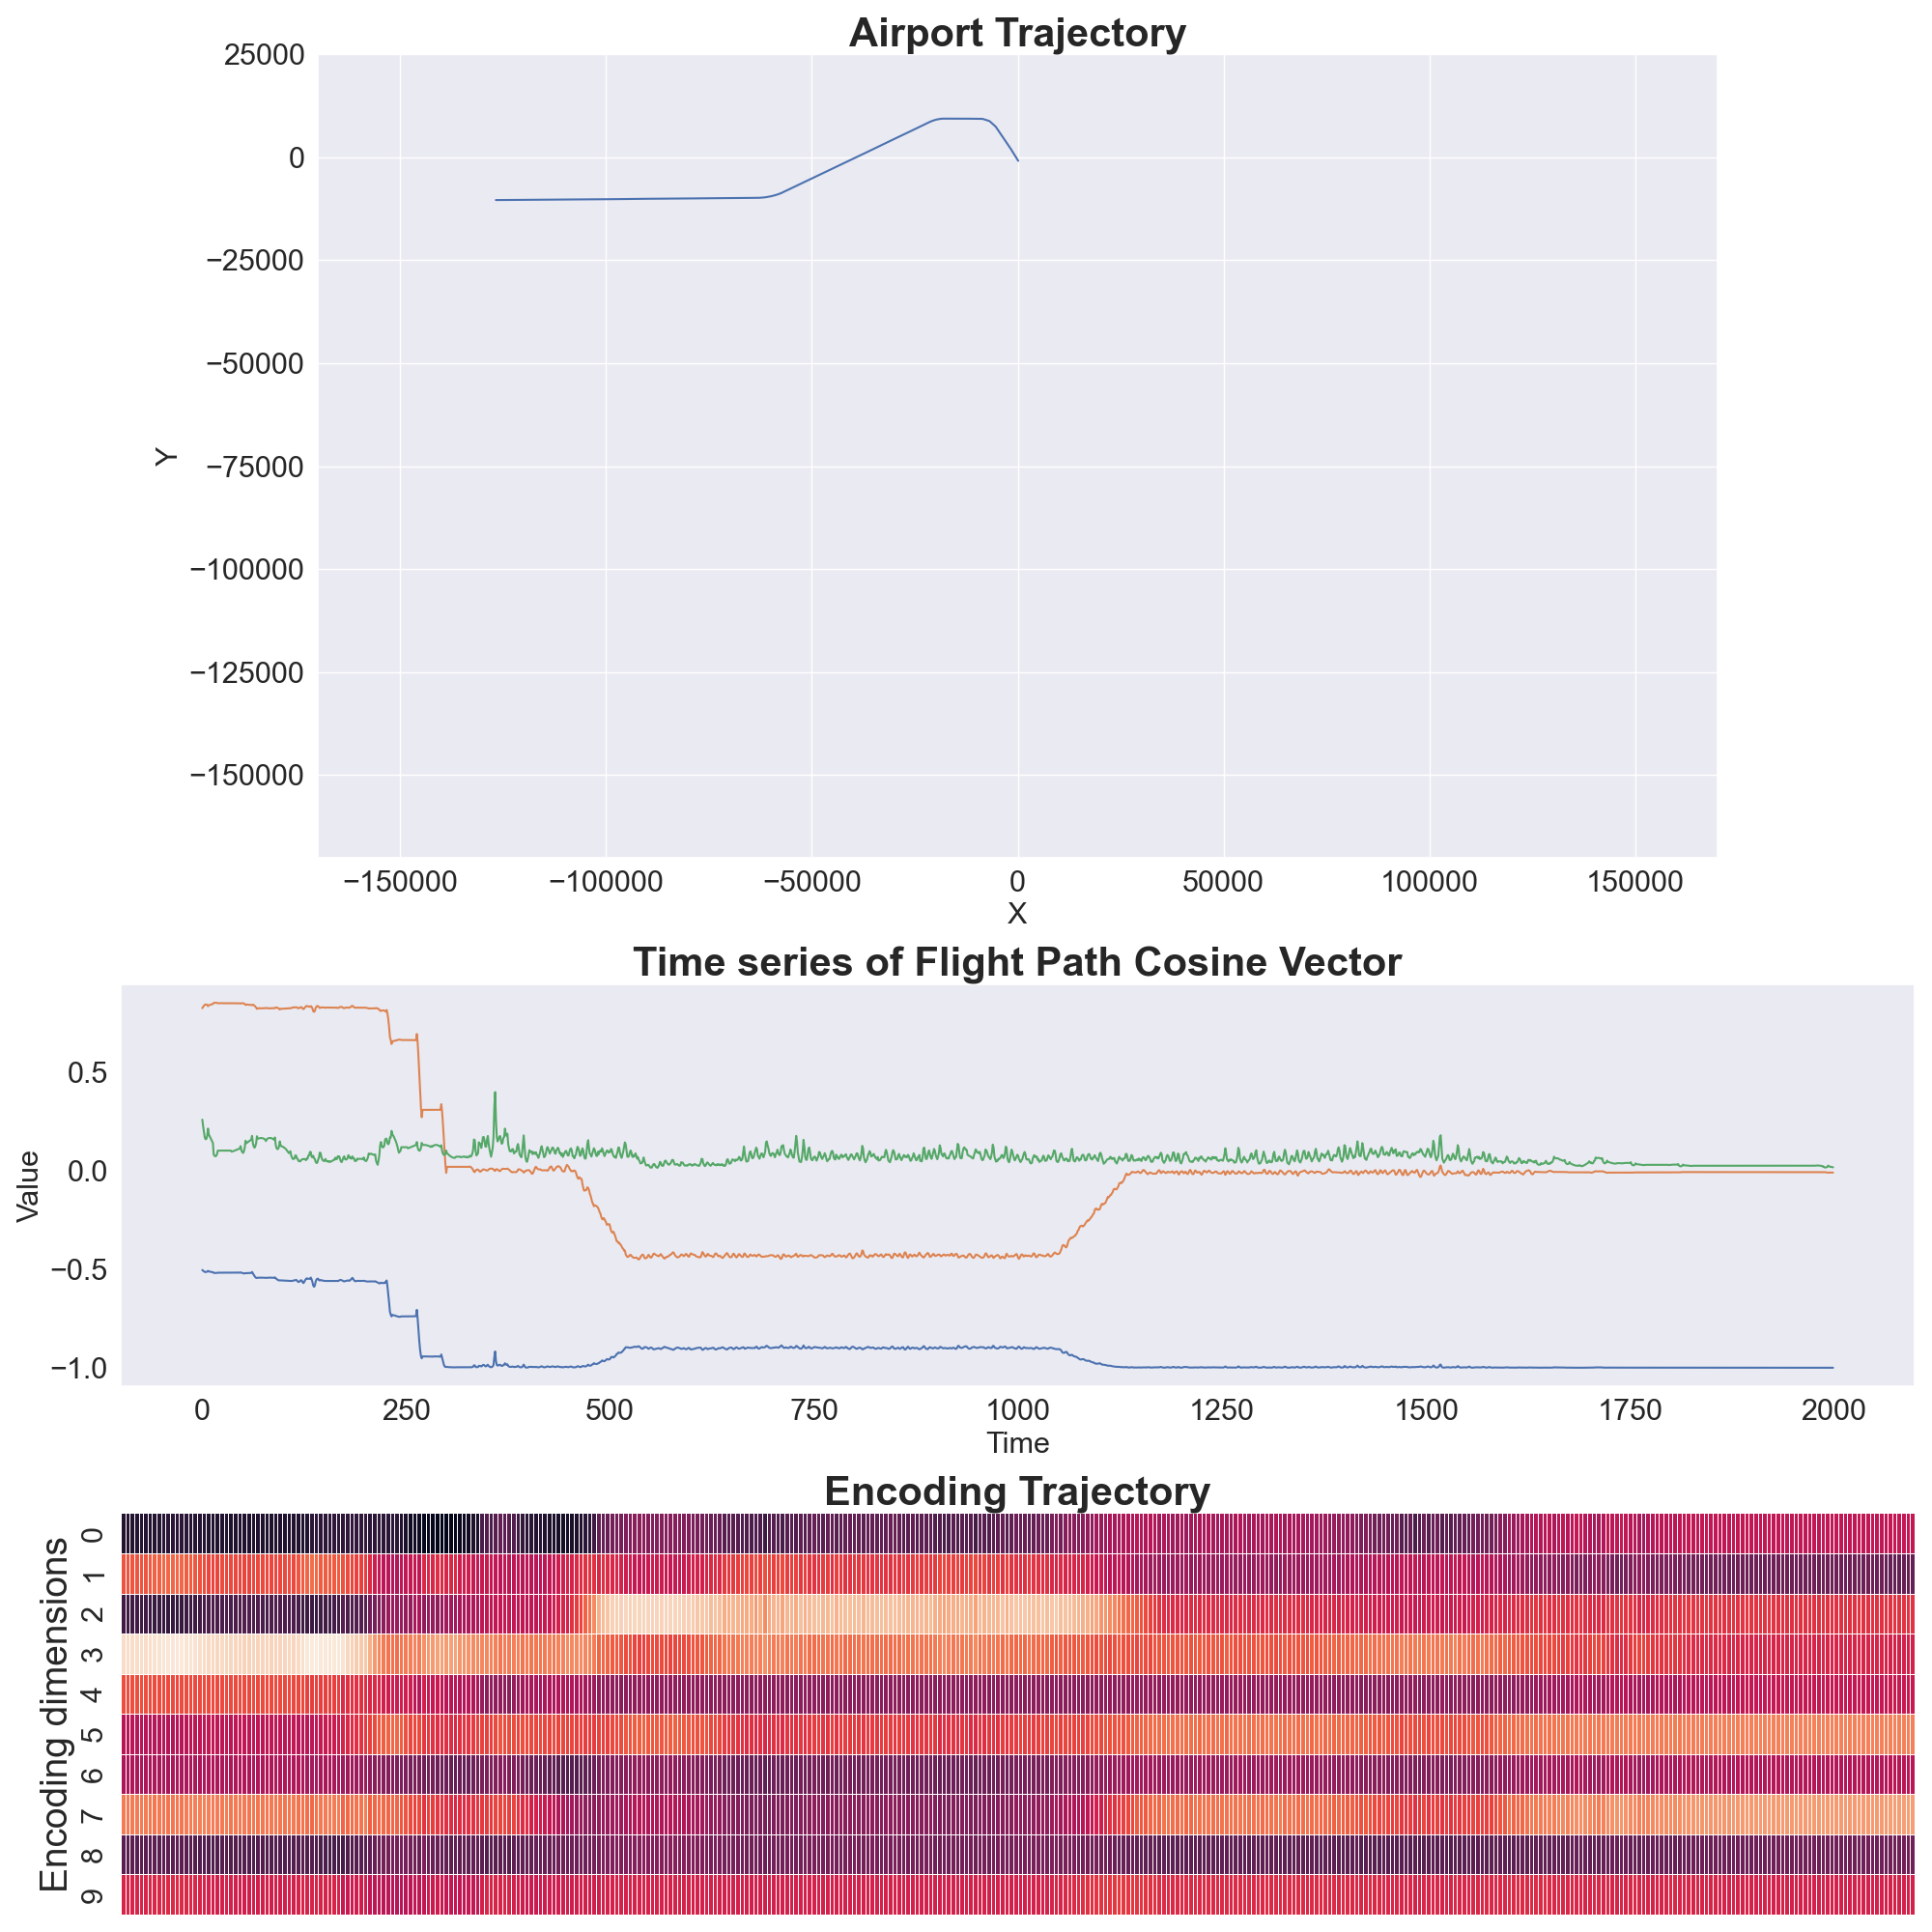 Airport Trajectory
25000
0
−25000
−50000
−75000
−100000
−125000
−150000
Y
−150000 −100000 −50000 0 50000 100000 150000
X
Time series of Flight Path Cosine Vector
0.5
0.0
−0.5
−1.0
Value
0 250 500 750 1000 1250 1500 1750 2000
Time
Encoding Trajectory
Encoding dimensions
0
1
2
3
4
5
6
7
8
9